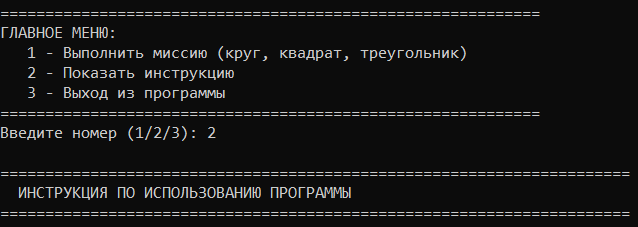 ============================================================
ГЛАВНОЕ МЕНЮ:
   1 - Выполнить миссию (круг, квадрат, треугольник)
   2 - Показать инструкцию
   3 - Выход из программы
============================================================
Введите номер (1/2/3): 2
======================================================================
  ИНСТРУКЦИЯ ПО ИСПОЛЬЗОВАНИЮ ПРОГРАММЫ
======================================================================